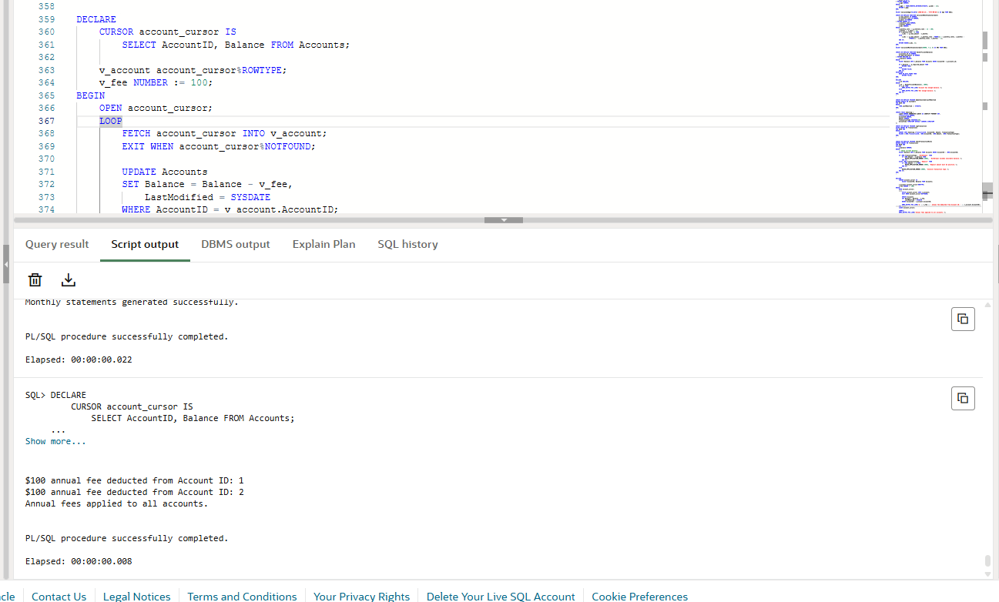 358
359 DECLARE
360 CURSOR account_cursor IS
361 SELECT AccountID, Balance FROM Accounts;
362
363 v_account account_cursor%ROWTYPE;
364 v_fee NUMBER := 100;
365 BEGIN
366 OPEN account_cursor;
367 LOOP
368 FETCH account_cursor INTO v_account;
369 EXIT WHEN account_cursor%NOTFOUND;
370
371 UPDATE Accounts
372 SET Balance = Balance - v_fee,
373 LastModified = SYSDATE
374 WHERE AccountID = v_account.AccountID;
Query result Script output DBMS output Explain Plan SQL history
Monthly statements generated successfully.
PL/SQL procedure successfully completed.
Elapsed: 00:00:00.022
SQL> DECLARE
CURSOR account_cursor IS
SELECT AccountID, Balance FROM Accounts;
...
Show more...
$100 annual fee deducted from Account ID: 1
$100 annual fee deducted from Account ID: 2
Annual fees applied to all accounts.
PL/SQL procedure successfully completed.
Elapsed: 00:00:00.008
cle Contact Us Legal Notices Terms and Conditions Your Privacy Rights Delete Your Live SQL Account Cookie Preferences